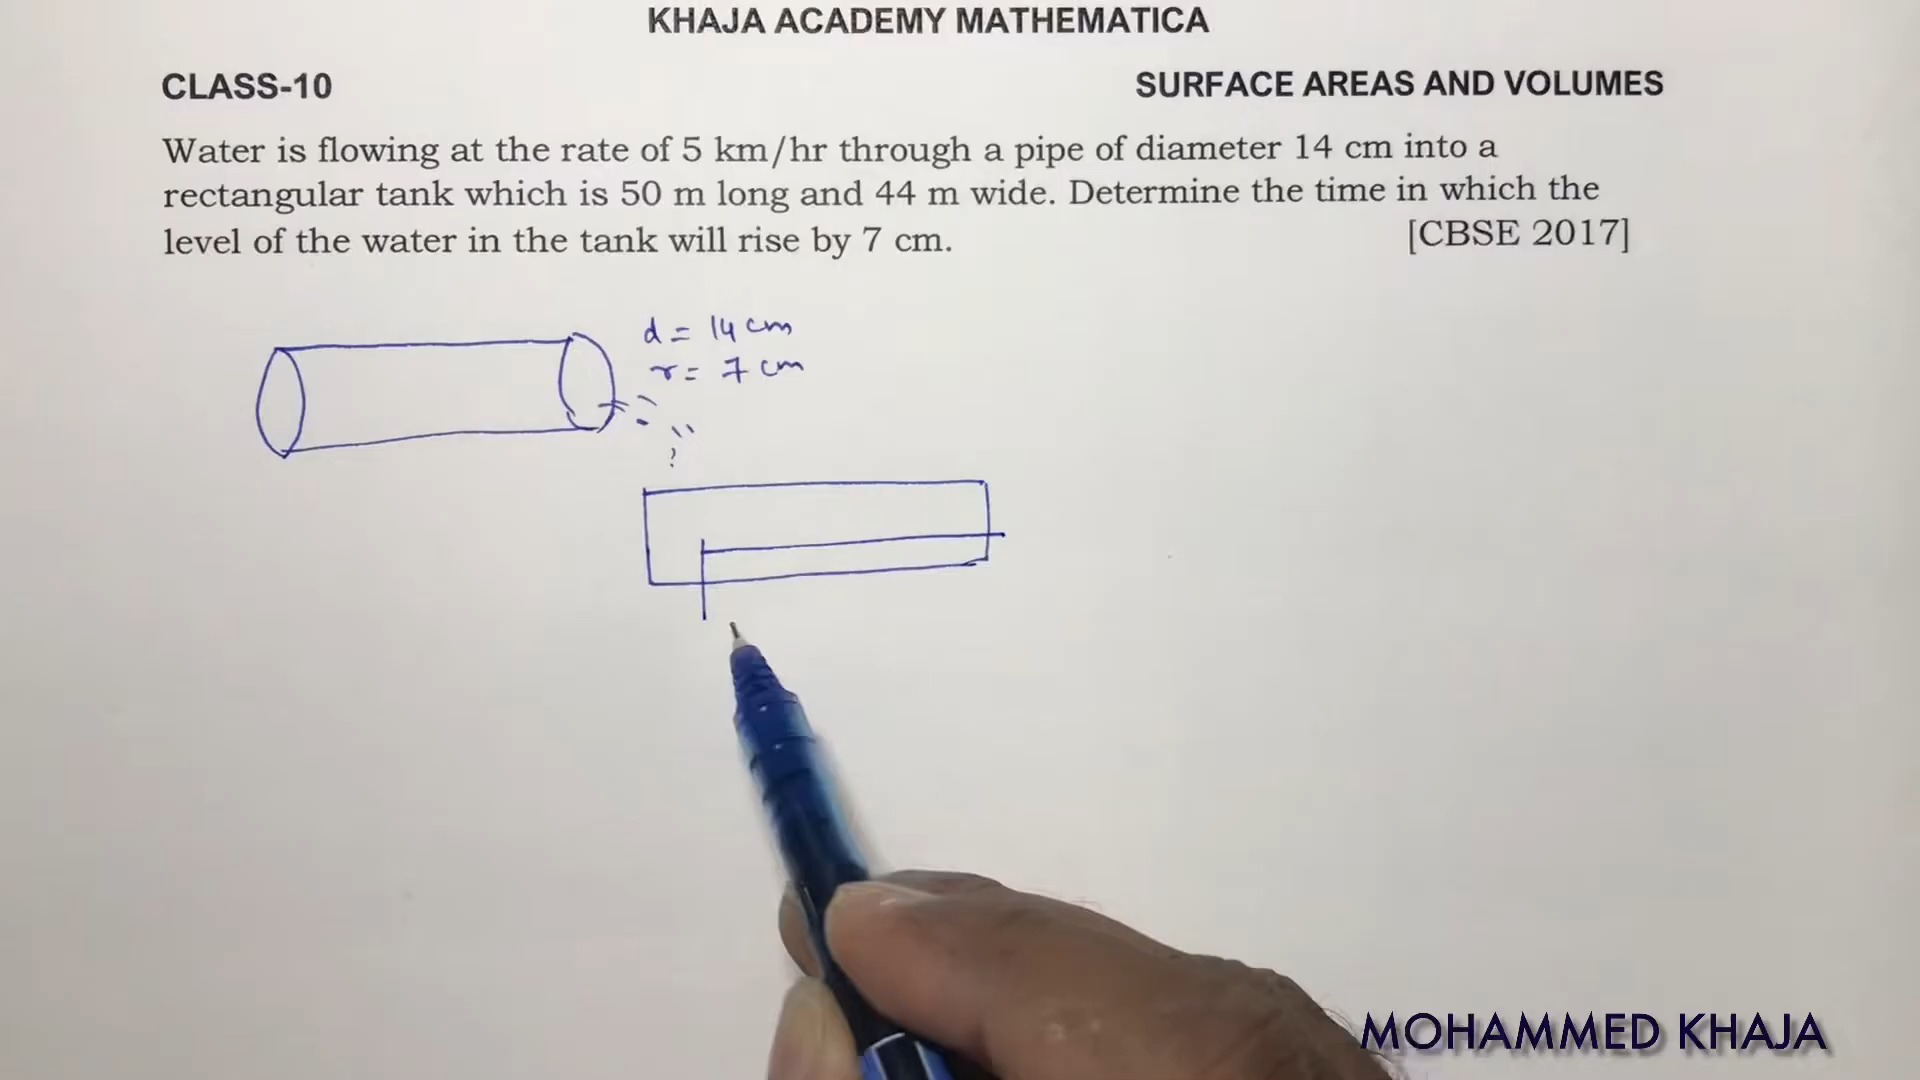 KHAJA ACADEMY MATHEMATICA
CLASS-10
SURFACE AREAS AND VOLUMES
Water is flowing at the rate of 5 km/hr through a pipe of diameter 14 cm into a
rectangular tank which is 50 m long and 44 m wide. Determine the time in which the
level of the water in the tank will rise by 7 cm.
[CBSE 2017]
d = 14 cm
r = 7 cm
MOHAMMED KHAJA